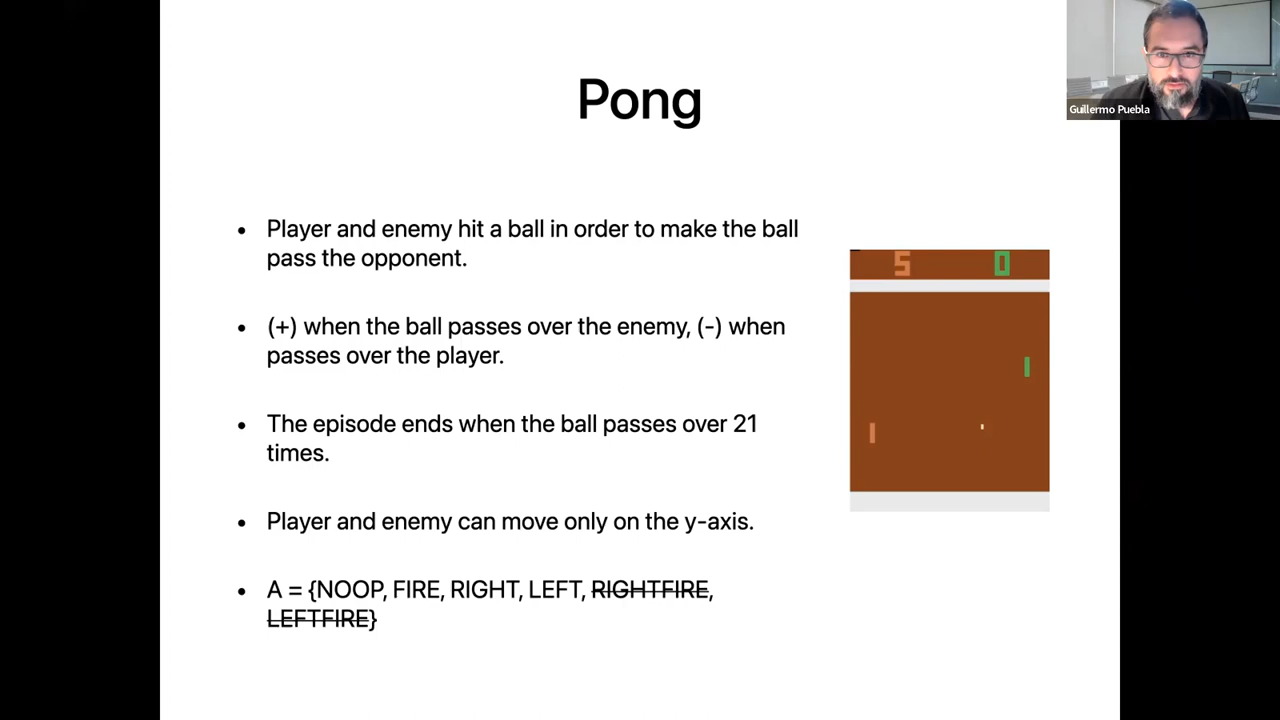 Pong
Guillermo Puebla
• Player and enemy hit a ball in order to make the ball
pass the opponent.
• (+) when the ball passes over the enemy, (-) when
passes over the player.
• The episode ends when the ball passes over 21
times.
• Player and enemy can move only on the y-axis.
• A = {NOOP, FIRE, RIGHT, LEFT, RIGHTFIRE,
LEFTFIRE}
5 0